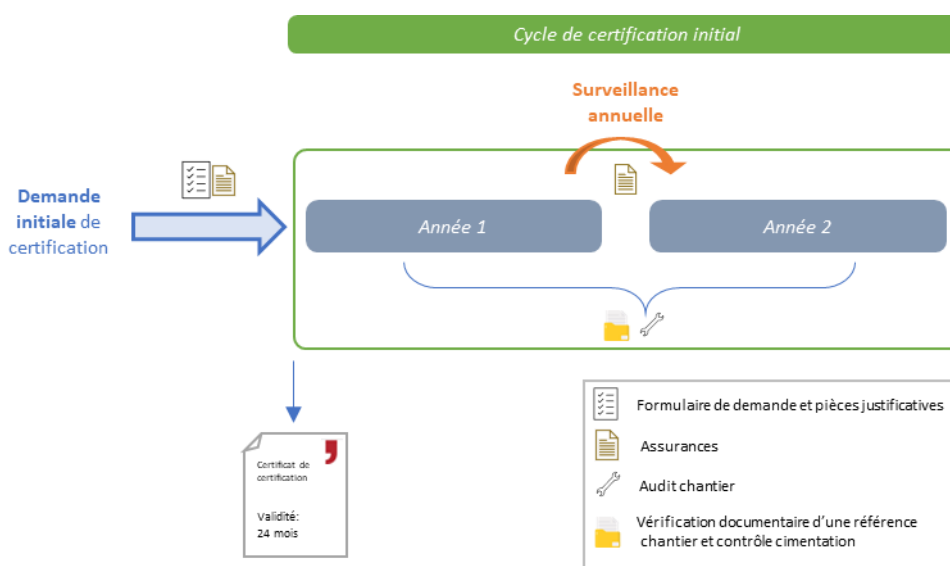 Cycle de certification initial
Surveillance
annuelle
Demande
initiale de
certification
Année 1
Année 2
Certificat de
certification
Validité:
24 mois
Formulaire de demande et pièces justificatives
Assurances
Audit chantier
Vérification documentaire d’une référence
chantier et contrôle cimentation